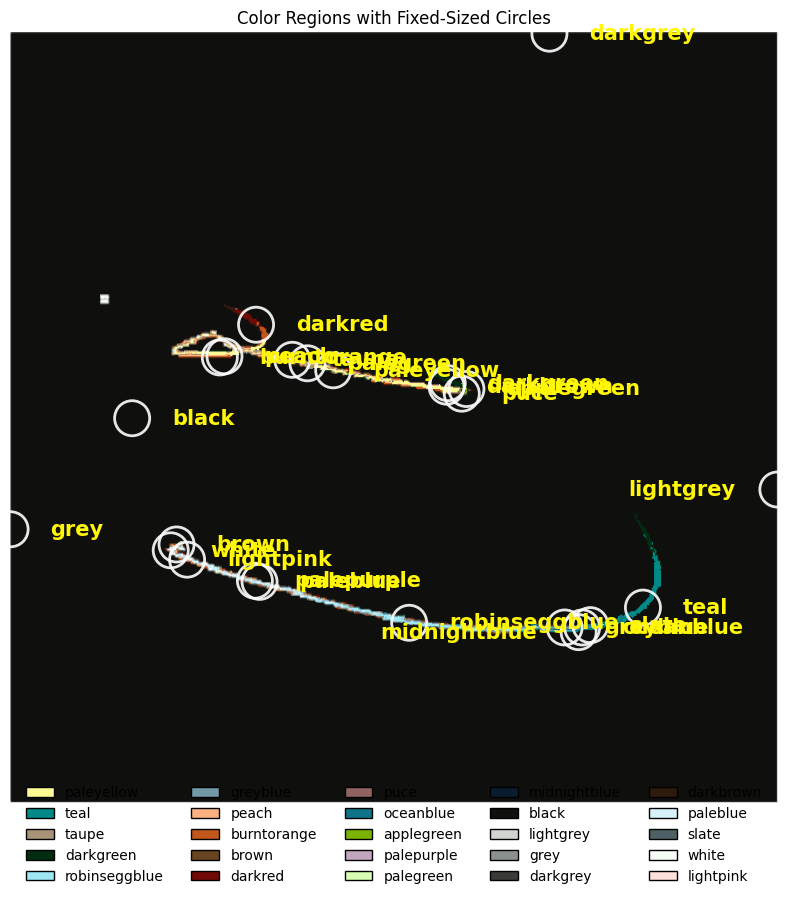 Color Regions with Fixed-Sized Circles
darkgrey
darkred
peach
burntorange
palegreen
paleyellow
darkgreen
applegreen
puce
black
lightgrey
grey
brown
white
lightpink
palepurple
paleblue
robinseggblue
midnightblue
slate
greyblue
oceanblue
teal
paleyellow greyblue puce midnightblue darkbrown
teal peach oceanblue black paleblue
taupe burntorange applegreen lightgrey slate
darkgreen brown palepurple grey white
robinseggblue darkred palegreen darkgrey lightpink